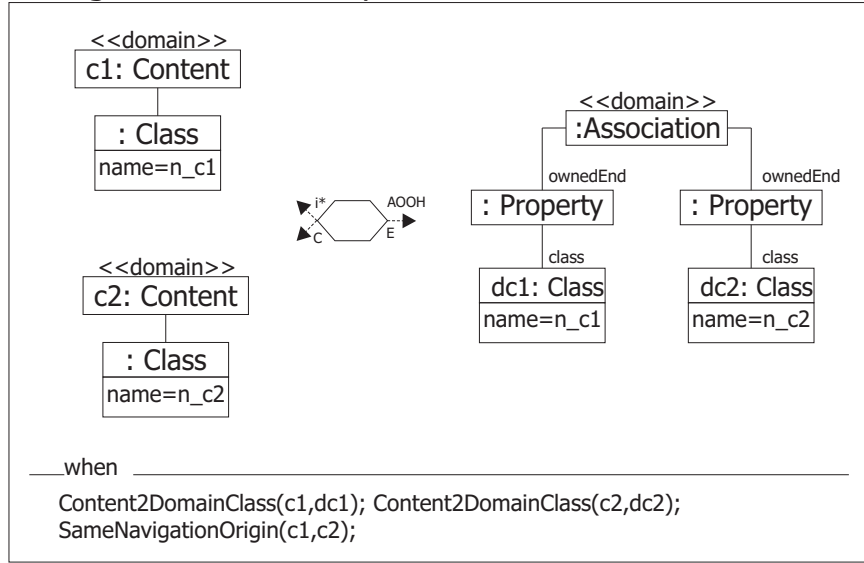 <<domain>>
c1: Content
: Class
name=n_c1
<<domain>>
c2: Content
: Class
name=n_c2
i*
C
AOOH
E
<<domain>>
:Association
ownedEnd
ownedEnd
: Property
: Property
class
class
dc1: Class
dc2: Class
name=n_c1
name=n_c2
when
Content2DomainClass(c1,dc1); Content2DomainClass(c2,dc2);
SameNavigationOrigin(c1,c2);